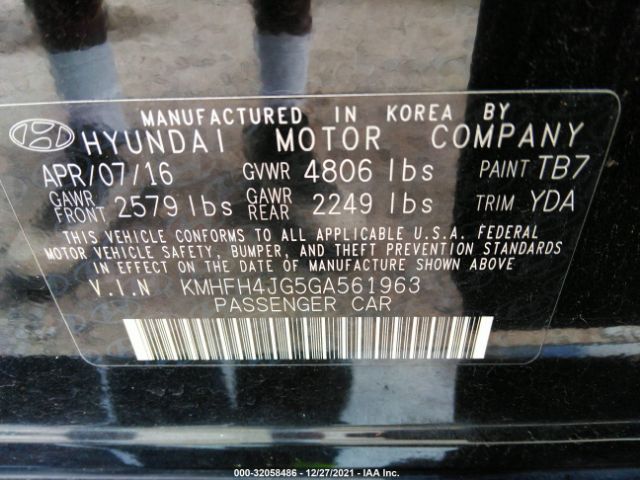 MANUFACTURED IN KOREA BY
HYUNDAI MOTOR COMPANY
APR/07/16 GVWR 4806 lbs PAINT TB7
GAWR FRONT 2579 lbs GAWR REAR 2249 lbs TRIM YDA
THIS VEHICLE CONFORMS TO ALL APPLICABLE U.S.A. FEDERAL
MOTOR VEHICLE SAFETY, BUMPER, AND THEFT PREVENTION STANDARDS
IN EFFECT ON THE DATE OF MANUFACTURE SHOWN ABOVE
V.I.N KMHFH4JG5GA561963
PASSENGER CAR
000-32058486 - 12/27/2021 - IAA Inc.